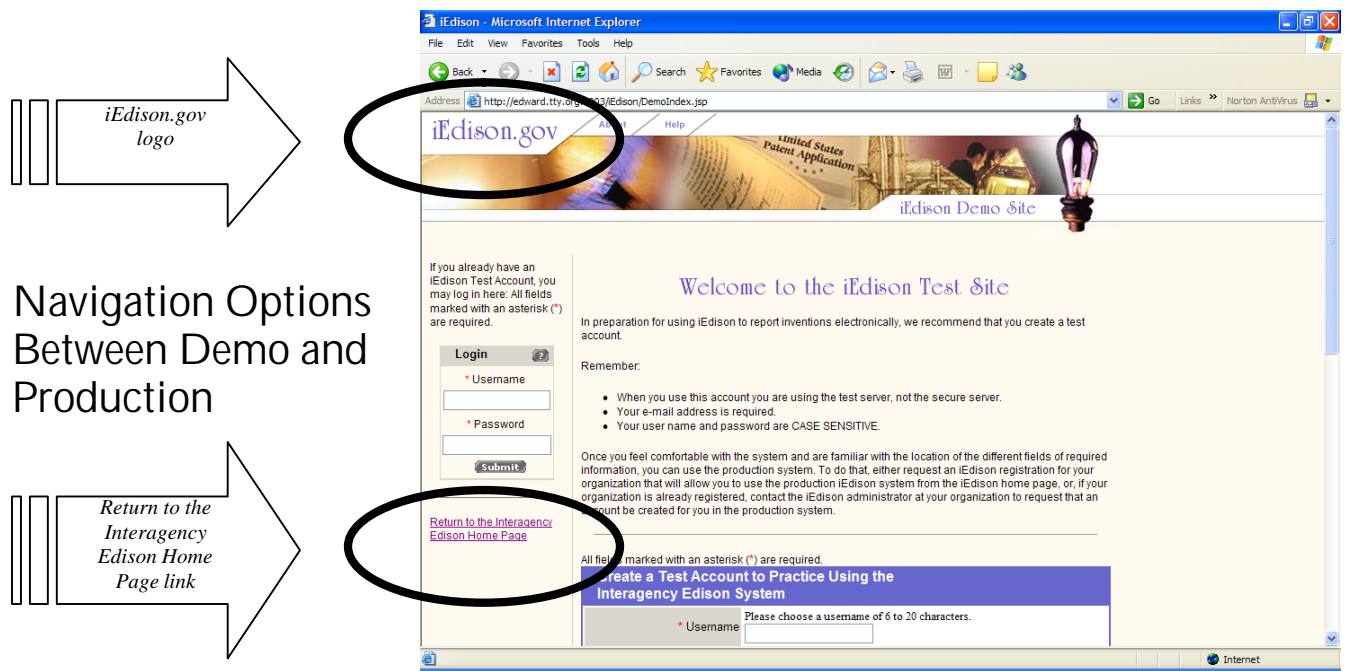 iEdison.gov
logo
Navigation Options
Between Demo and
Production
Return to the
Interagency
Edison Home
Page link
iEdison - Microsoft Internet Explorer
File Edit View Favorites Tools Help
Back Search Favorites Media
Address http://edward.tty.org 03/iEdison/DemoIndex.jsp Go Links » Norton AntiVirus
iEdison.gov About Help
United States
Patent Application
iEdison Demo Site
If you already have an
iEdison Test Account, you
may log in here: All fields
marked with an asterisk (*)
are required.
Login ?
* Username
* Password
Submit
Return to the Interagency
Edison Home Page
Welcome to the iEdison Test Site
In preparation for using iEdison to report inventions electronically, we recommend that you create a test
account.
Remember:
• When you use this account you are using the test server, not the secure server.
• Your e-mail address is required.
• Your user name and password are CASE SENSITIVE.
Once you feel comfortable with the system and are familiar with the location of the different fields of required
information, you can use the production system. To do that, either request an iEdison registration for your
organization that will allow you to use the production iEdison system from the iEdison home page, or, if your
organization is already registered, contact the iEdison administrator at your organization to request that an
account be created for you in the production system.
All fields marked with an asterisk (*) are required.
Create a Test Account to Practice Using the
Interagency Edison System
Please choose a username of 6 to 20 characters.
* Username
Internet